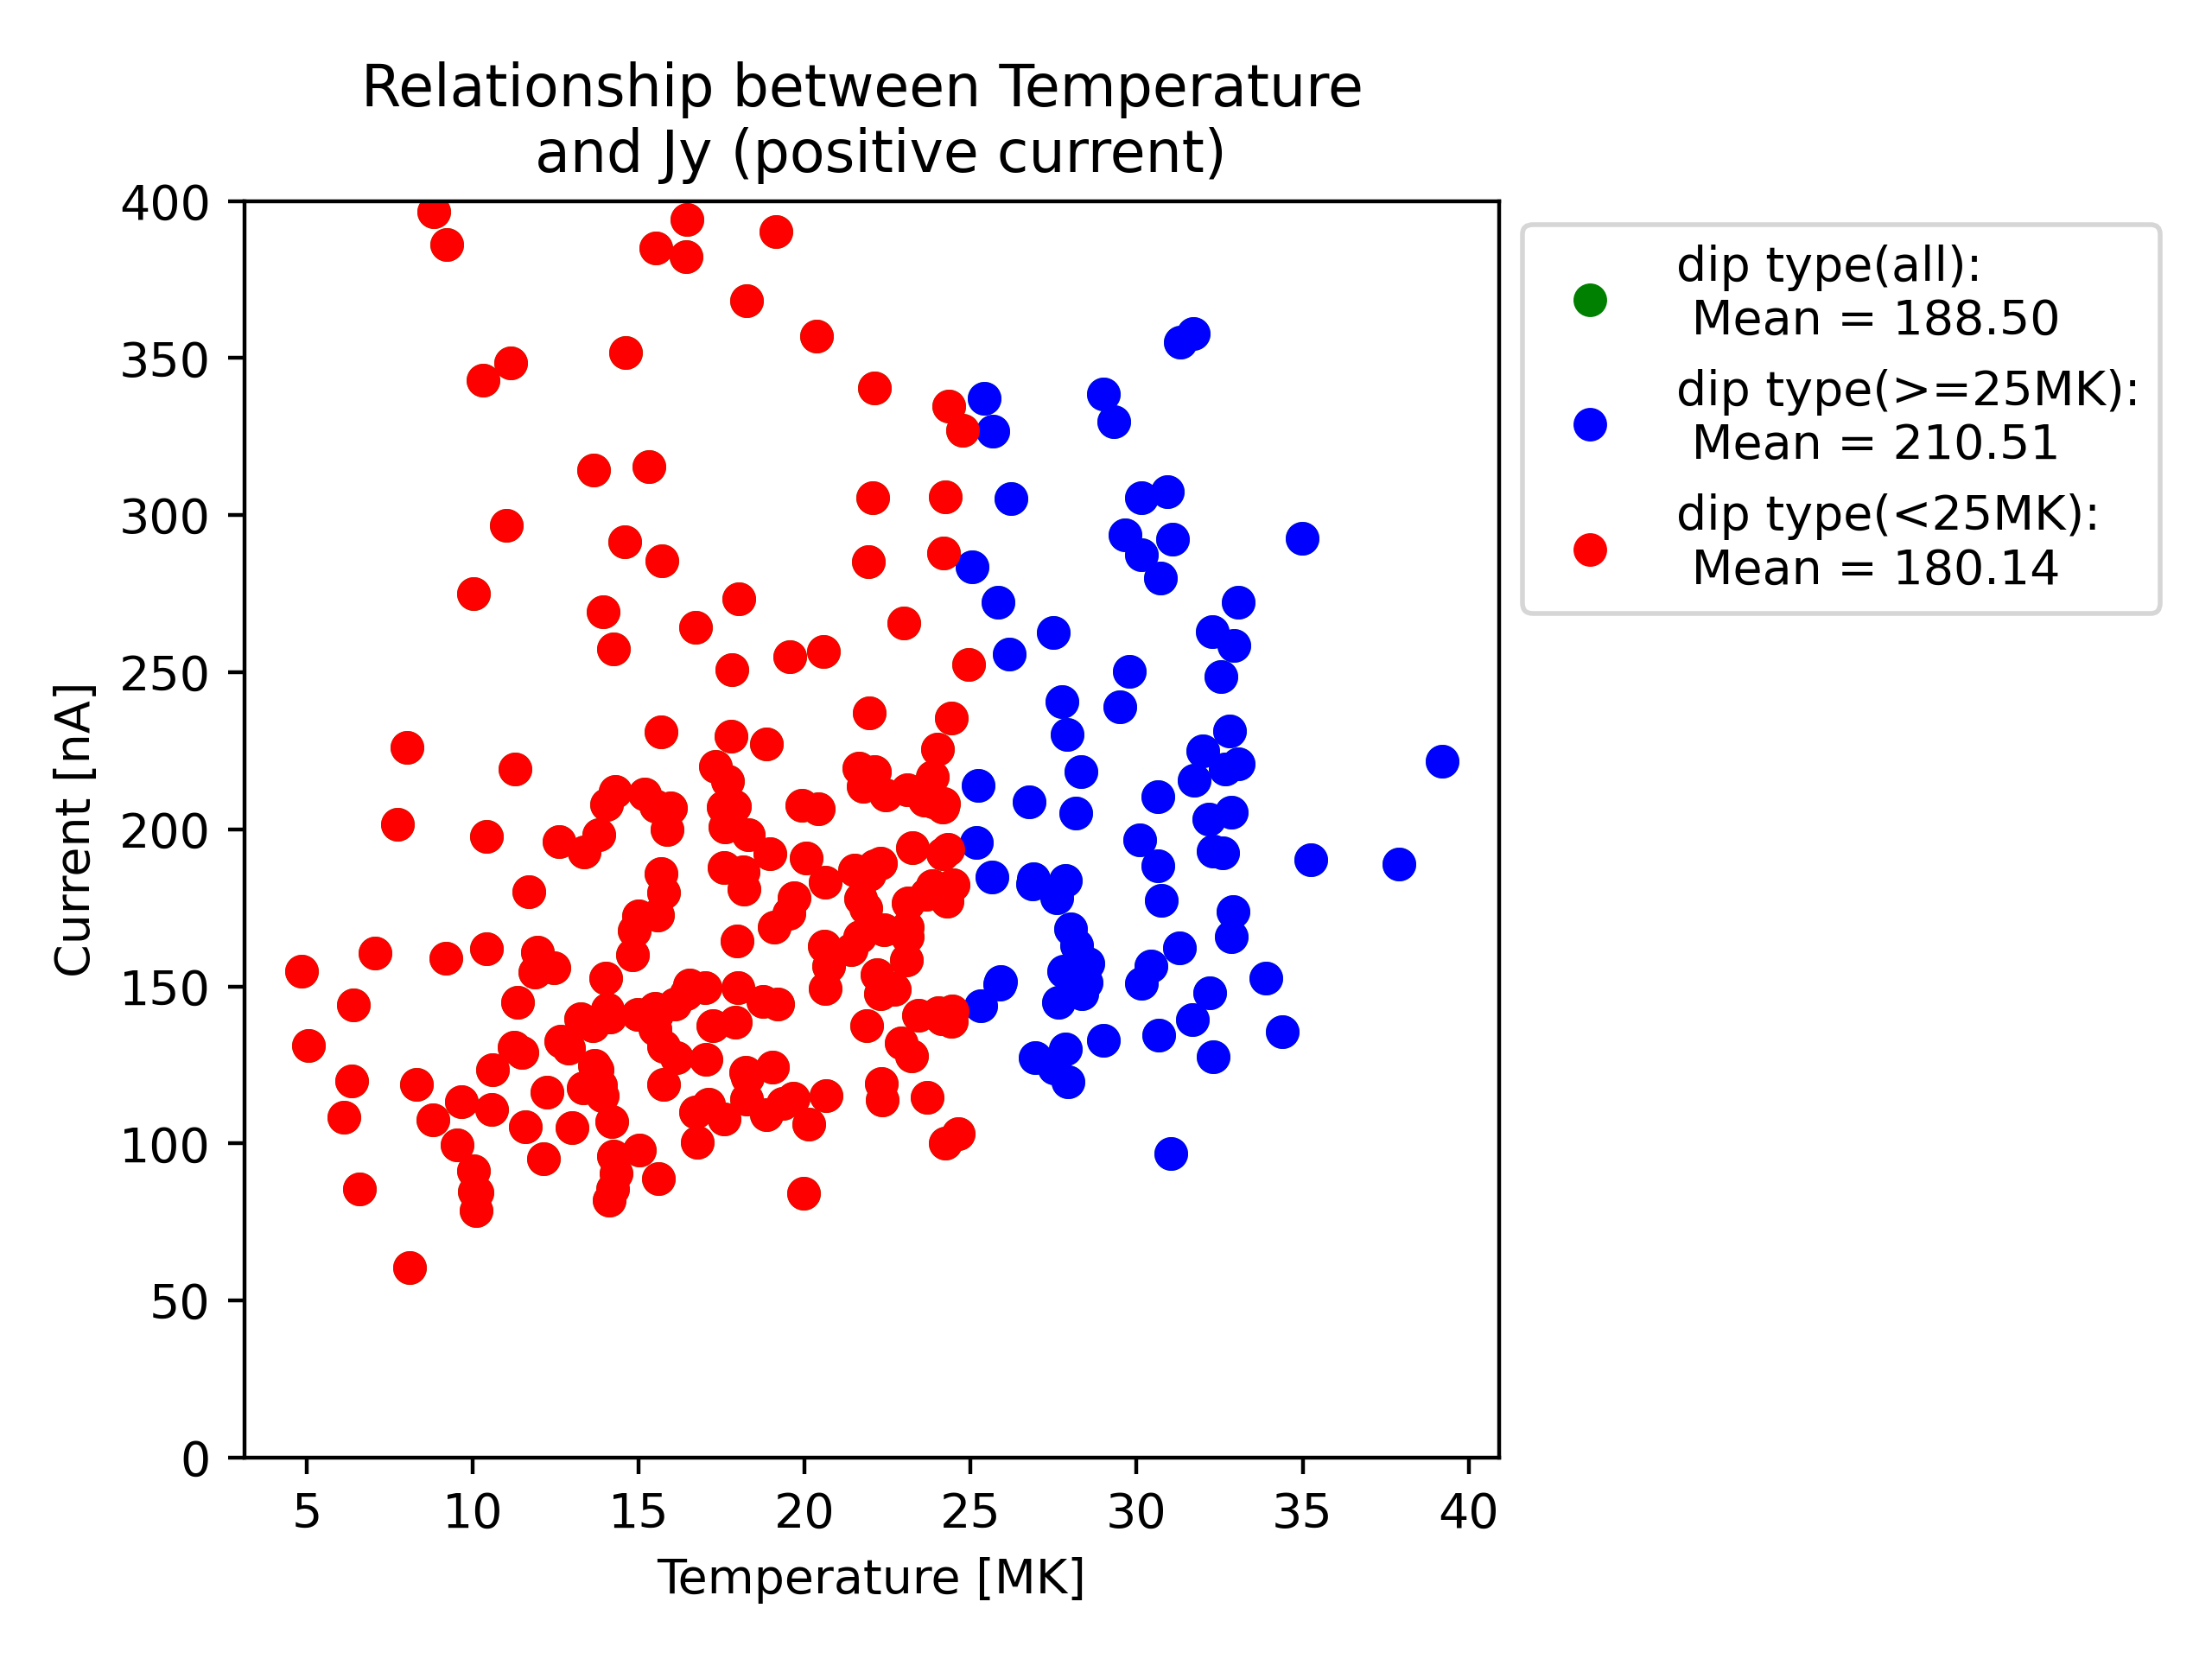 Relationship between Temperature
and Jy (positive current)
400
350
300
250
200
150
100
50
0
Current [nA]
5 10 15 20 25 30 35 40
Temperature [MK]
dip type(all):
Mean = 188.50
dip type(>=25MK):
Mean = 210.51
dip type(<25MK):
Mean = 180.14